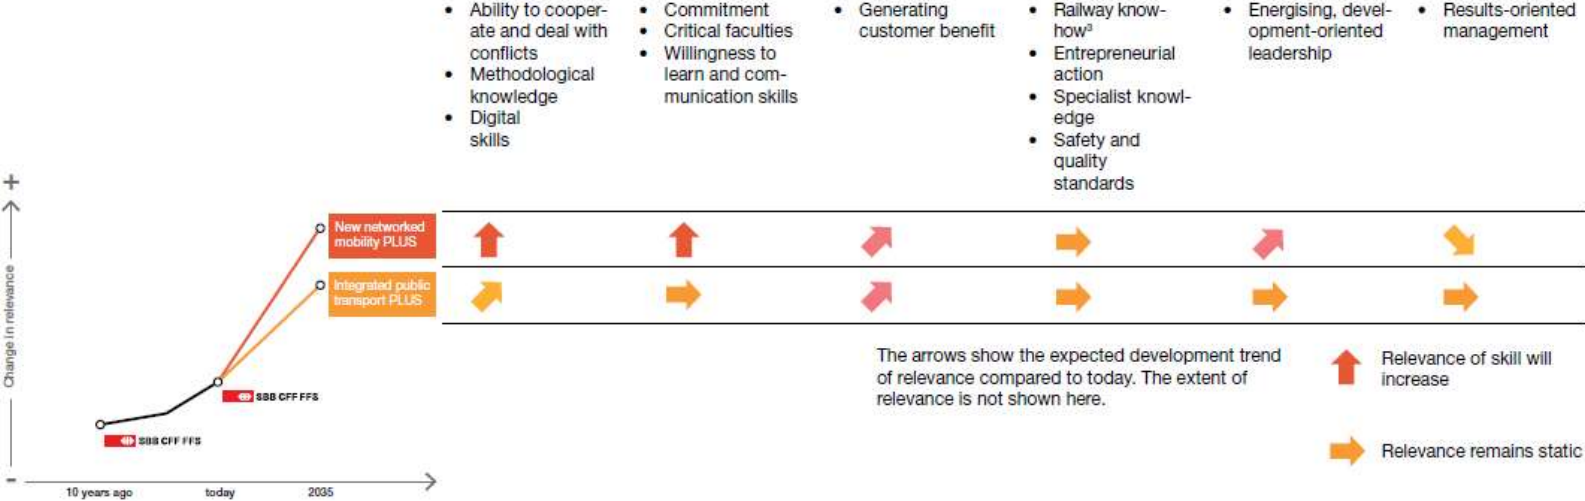 • Ability to cooper-
ate and deal with
conflicts
• Methodological
knowledge
• Digital
skills
• Commitment
• Critical faculties
• Willingness to
learn and com-
munication skills
• Generating
customer benefit
• Railway know-
how³
• Entrepreneurial
action
• Specialist knowl-
edge
• Safety and
quality
standards
• Energising, devel-
opment-oriented
leadership
• Results-oriented
management
+
Change in relevance
-
New networked
mobility PLUS
Integrated public
transport PLUS
SBB CFF FFS
SBB CFF FFS
10 years ago
today
2035
The arrows show the expected development trend
of relevance compared to today. The extent of
relevance is not shown here.
Relevance of skill will
increase
Relevance remains static